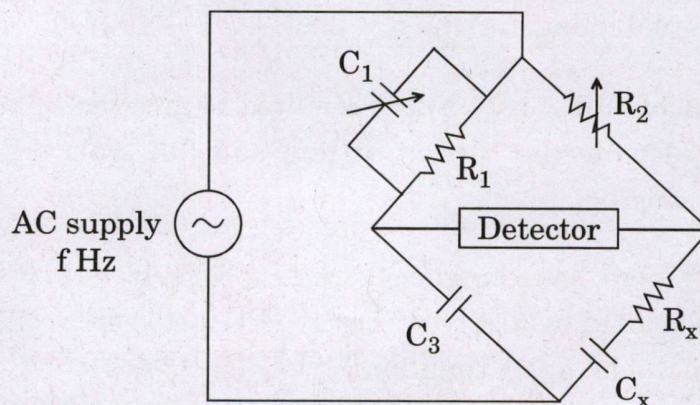 C₁
R₂
R₁
AC supply
f Hz
~
Detector
C₃
Rₓ
Cₓ